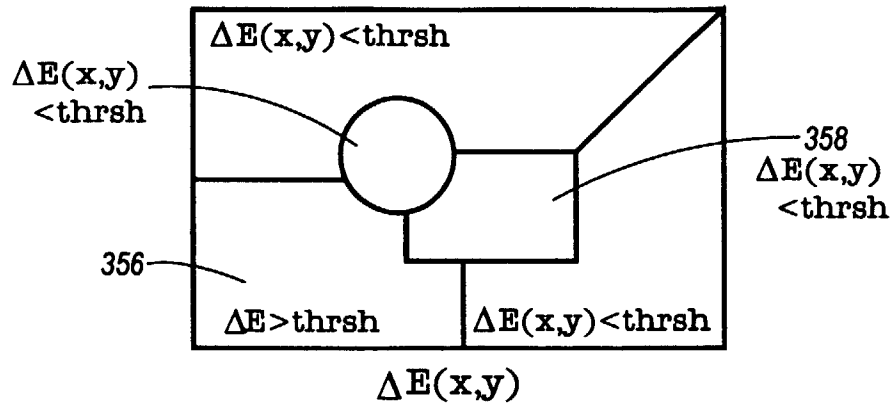 ΔE(x,y)<thrsh
ΔE(x,y)
<thrsh
358
ΔE(x,y)
<thrsh
356
ΔE>thrsh
ΔE(x,y)<thrsh
ΔE(x,y)